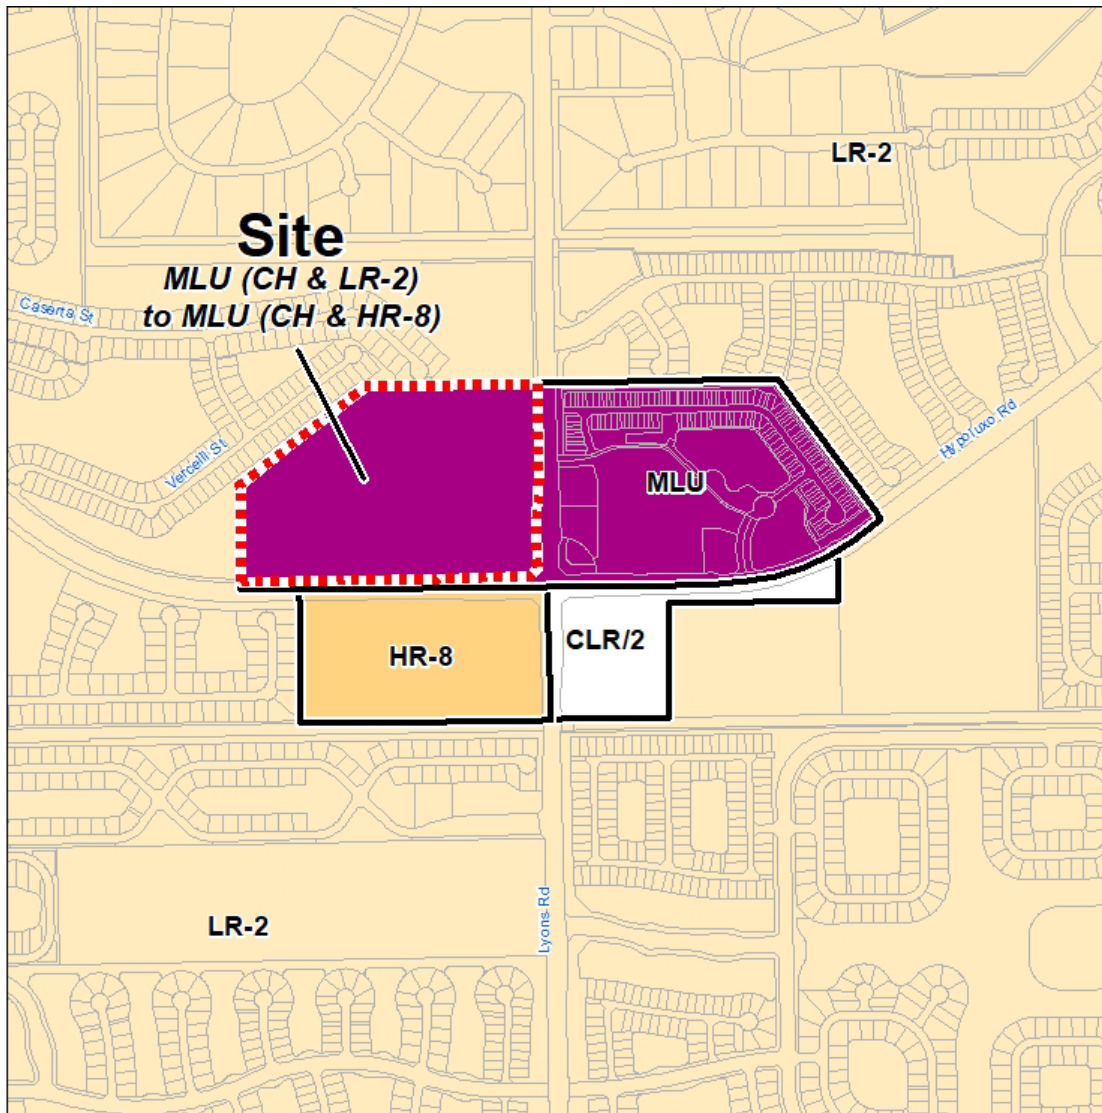 LR-2
Site
MLU (CH & LR-2)
to MLU (CH & HR-8)
Caserta St
Vercelli St
Hypoluxo Rd
MLU
CLR/2
HR-8
Lyons Rd
LR-2